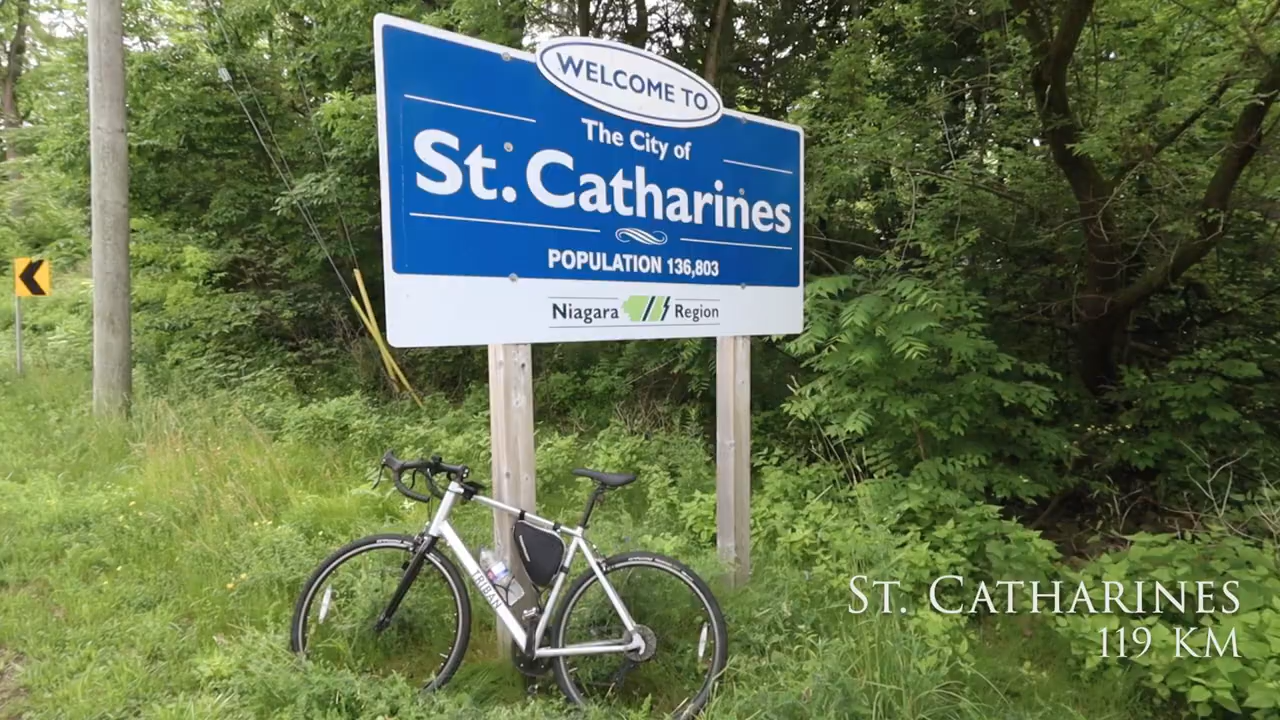 WELCOME TO
The City of
St. Catharines
POPULATION 136,803
Niagara Region
TRIBAN
ST. CATHARINES
119 KM